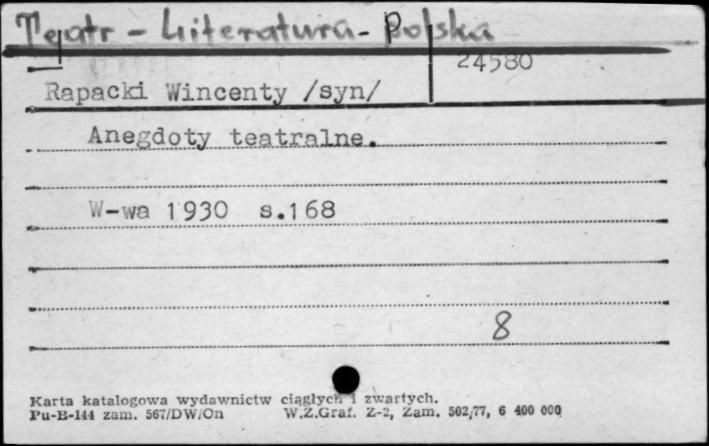 Teatr - Literatura - Polska
24580
Rapacki Wincenty /syn/
Anegdoty teatralne.
W-wa 1930 s.168
8
Karta katalogowa wydawnictw ciągłych i zwartych.
Pu-B-144 zam. 567/DW/On W.Z.Graf. Z-2, Zam. 502/77, 6 400 000